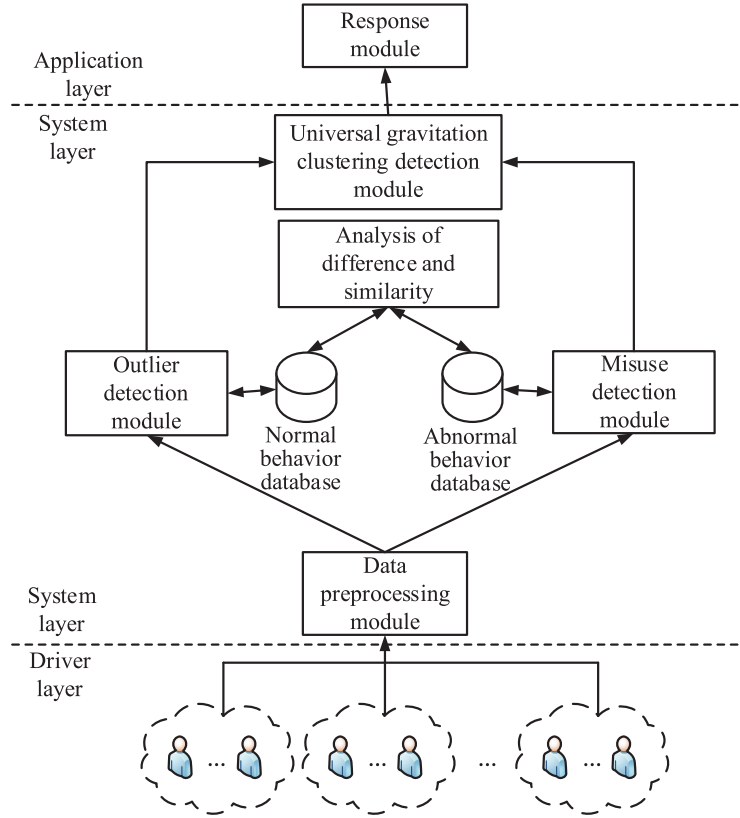 Response
module
Application
layer
System
layer
Universal gravitation
clustering detection
module
Analysis of
difference and
similarity
Outlier
detection
module
Misuse
detection
module
Normal
behavior
database
Abnormal
behavior
database
Data
preprocessing
module
System
layer
Driver
layer
... ... ... ...